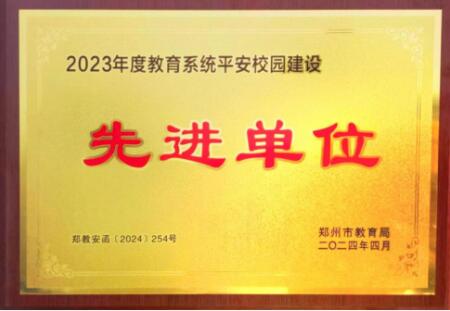 2023年度教育系统平安校园建设
先进单位
郑教安函〔2024〕254号
郑州市教育局
二〇二四年四月